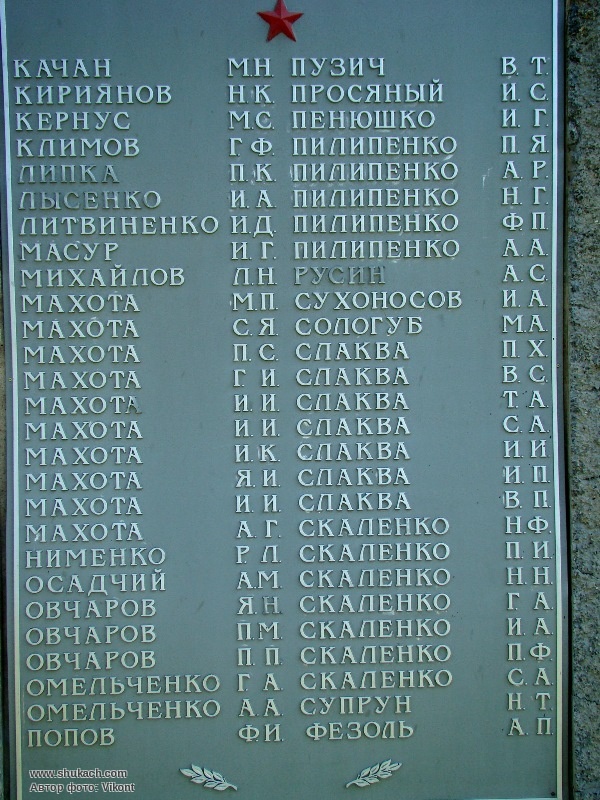 КАЧАН М.Н. ПУЗИЧ В. Т.
КИРИЯНОВ Н.К. ПРОСЯНЫЙ И. С.
КЕРНУС М.С. ПЕНЮШКО И. Г.
КЛИМОВ Г.Ф. ПИЛИПЕНКО П. Я.
ЛИПКА П.К. ПИЛИПЕНКО А. Р.
ЛЫСЕНКО И.А. ПИЛИПЕНКО Н. Г.
ЛИТВИНЕНКО И.Д. ПИЛИПЕНКО Ф.П.
МАСУР И. Г. ПИЛИПЕНКО А.А.
МИХАЙЛОВ Л.Н. РУСИН А.С.
МАХОТА М.П. СУХОНОСОВ И.А.
МАХОТА С.Я. СОЛОГУБ М.А.
МАХОТА П.С. СЛАКВА П.Х.
МАХОТА Г. И. СЛАКВА В.С.
МАХОТА И. И. СЛАКВА Т.А.
МАХОТА И. И. СЛАКВА С.А.
МАХОТА И.К. СЛАКВА И.И
МАХОТА Я.И. СЛАКВА И.П.
МАХОТА И.И. СЛАКВА В.П.
МАХОТА А.Г. СКАЛЕНКО Н.Ф.
НИМЕНКО Р.Л. СКАЛЕНКО П.И.
ОСАДЧИЙ А.М. СКАЛЕНКО Н.Н.
ОВЧАРОВ Я.Н. СКАЛЕНКО Г.А.
ОВЧАРОВ П.М. СКАЛЕНКО И.А.
ОВЧАРОВ П.П. СКАЛЕНКО П.Ф.
ОМЕЛЬЧЕНКО Г.А. СКАЛЕНКО С.А.
ОМЕЛЬЧЕНКО А.А. СУПРУН Н.Т.
ПОПОВ Ф.И. ФЕЗОЛЬ А.П.
www.shukach.com
Автор фото: Vikont